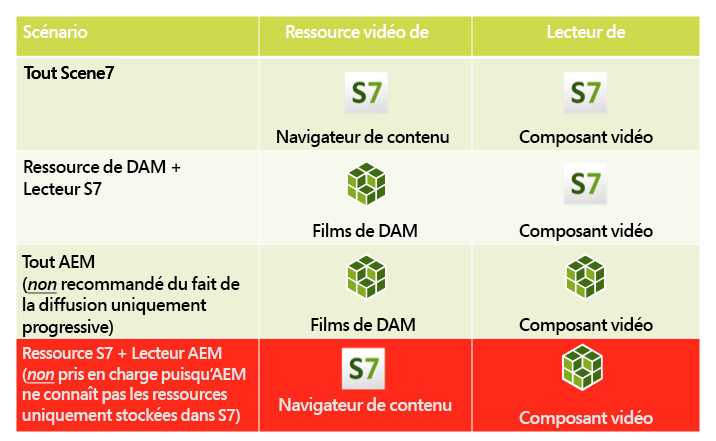 Scénario
Ressource vidéo de
Lecteur de
Tout Scene7
S7
Navigateur de contenu
S7
Composant vidéo
Ressource de DAM +
Lecteur S7
Films de DAM
S7
Composant vidéo
Tout AEM
(non recommandé du fait de
la diffusion uniquement
progressive)
Films de DAM
Composant vidéo
Ressource S7 + Lecteur AEM
(non pris en charge puisqu'AEM
ne connaît pas les ressources
uniquement stockées dans S7)
S7
Navigateur de contenu
Composant vidéo